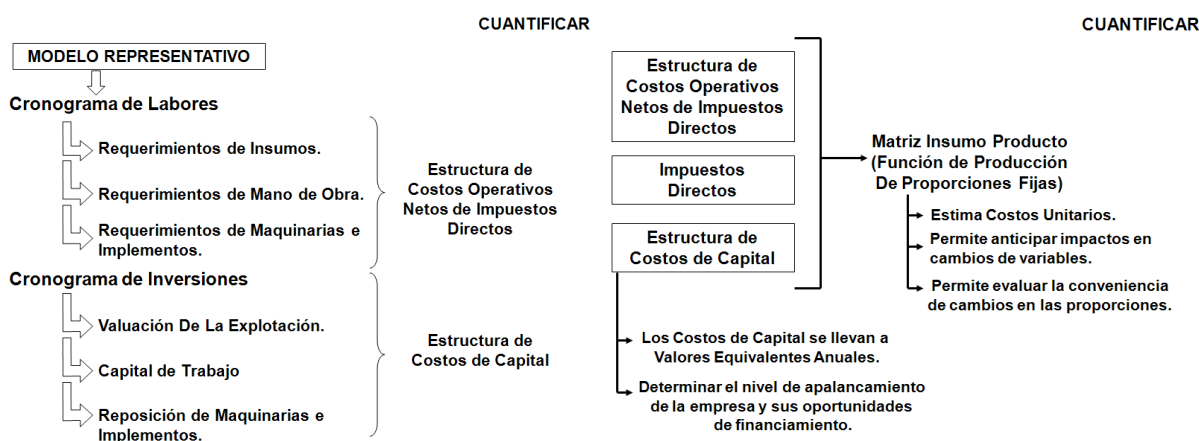 CUANTIFICAR
MODELO REPRESENTATIVO
Cronograma de Labores
Requerimientos de Insumos.
Requerimientos de Mano de Obra.
Requerimientos de Maquinarias e
Implementos.
Estructura de
Costos Operativos
Netos de Impuestos
Directos
Cronograma de Inversiones
Valuación De La Explotación.
Capital de Trabajo
Reposición de Maquinarias e
Implementos.
Estructura de
Costos de Capital
CUANTIFICAR
Estructura de
Costos Operativos
Netos de Impuestos
Directos
Impuestos
Directos
Estructura de
Costos de Capital
Los Costos de Capital se llevan a
Valores Equivalentes Anuales.
Determinar el nivel de apalancamiento
de la empresa y sus oportunidades
de financiamiento.
Matriz Insumo Producto
(Función de Producción
De Proporciones Fijas)
Estima Costos Unitarios.
Permite anticipar impactos en
cambios de variables.
Permite evaluar la conveniencia
de cambios en las proporciones.